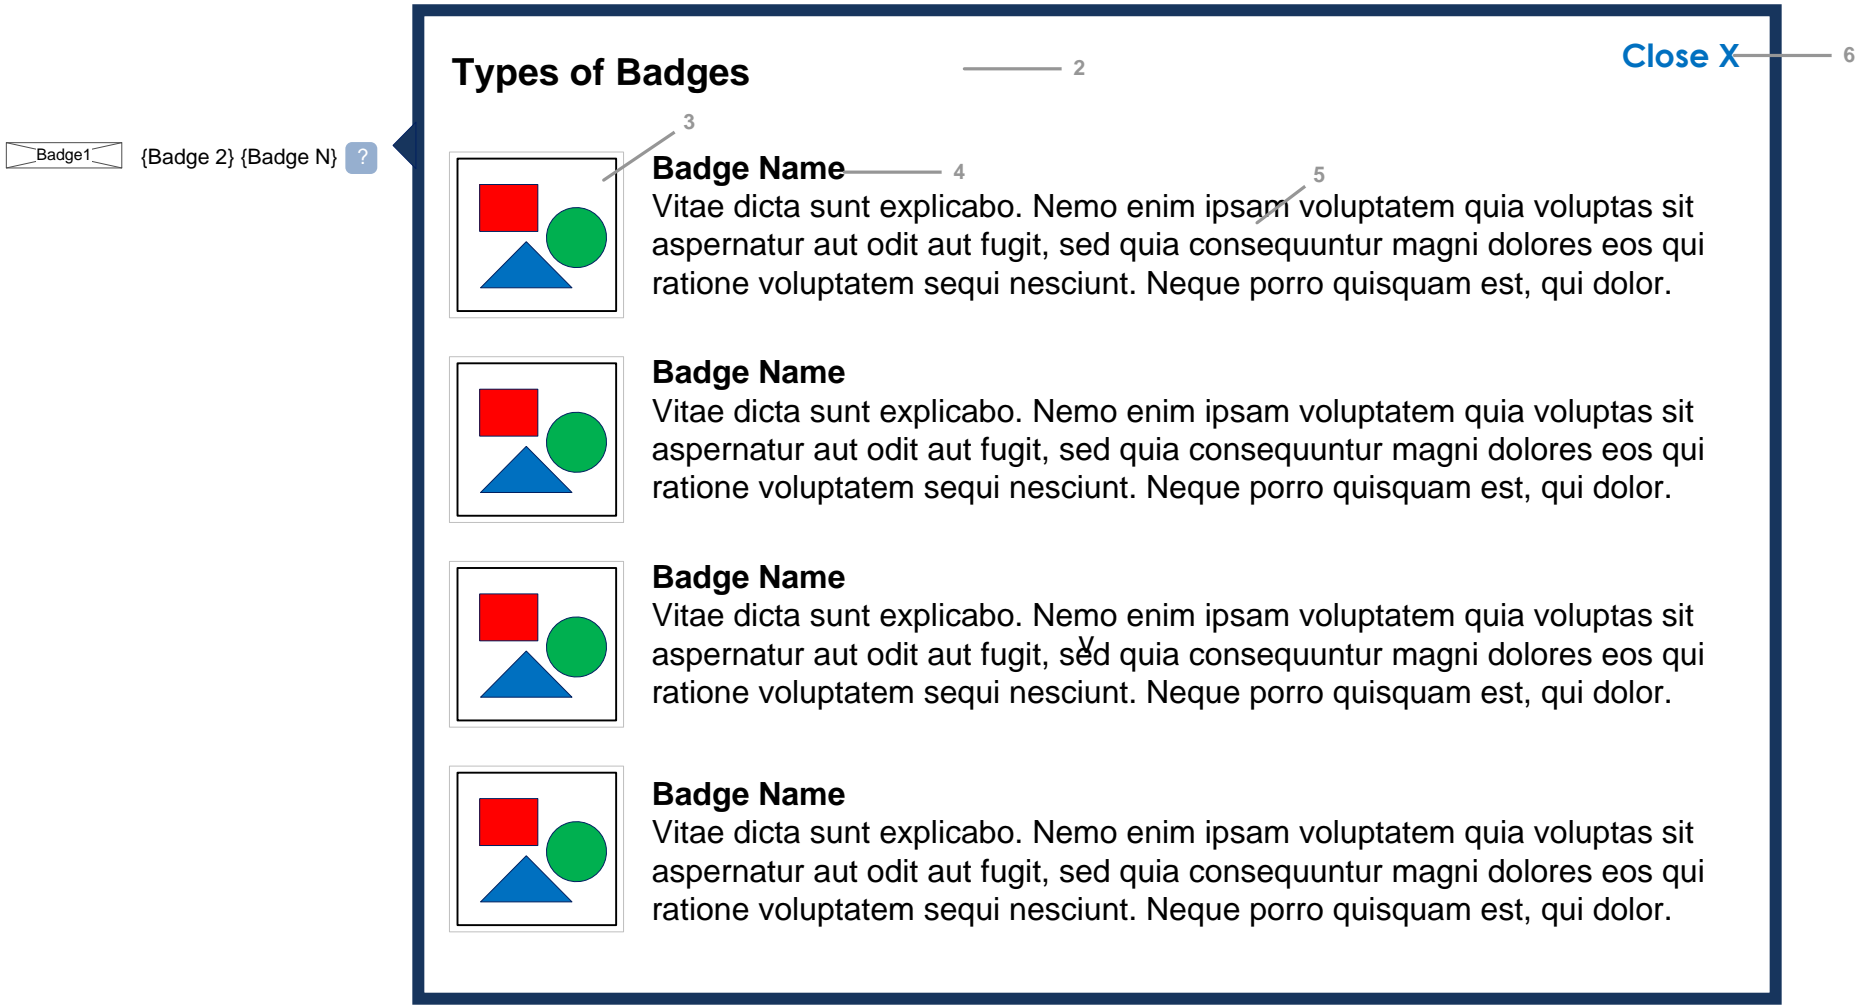 Close X
6
Types of Badges
2
3
Badge1
{Badge 2} {Badge N}
?
Badge Name
4
5
Vitae dicta sunt explicabo. Nemo enim ipsam voluptatem quia voluptas sit
aspernatur aut odit aut fugit, sed quia consequuntur magni dolores eos qui
ratione voluptatem sequi nesciunt. Neque porro quisquam est, qui dolor.
Badge Name
Vitae dicta sunt explicabo. Nemo enim ipsam voluptatem quia voluptas sit
aspernatur aut odit aut fugit, sed quia consequuntur magni dolores eos qui
ratione voluptatem sequi nesciunt. Neque porro quisquam est, qui dolor.
Badge Name
Vitae dicta sunt explicabo. Nemo enim ipsam voluptatem quia voluptas sit
v
aspernatur aut odit aut fugit, sed quia consequuntur magni dolores eos qui
ratione voluptatem sequi nesciunt. Neque porro quisquam est, qui dolor.
Badge Name
Vitae dicta sunt explicabo. Nemo enim ipsam voluptatem quia voluptas sit
aspernatur aut odit aut fugit, sed quia consequuntur magni dolores eos qui
ratione voluptatem sequi nesciunt. Neque porro quisquam est, qui dolor.